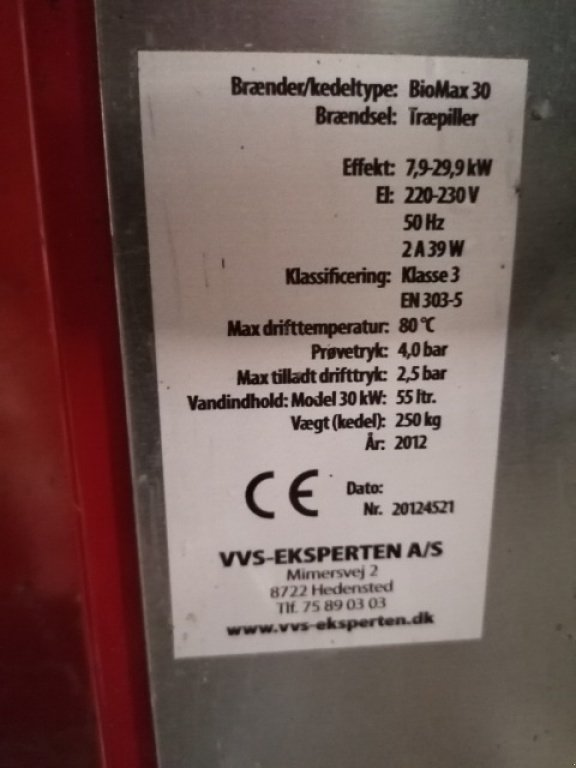 Brænder/kedeltype: BioMax 30
Brændsel: Træpiller
Effekt: 7,9-29,9 kW
El: 220-230 V
50 Hz
2 A 39 W
Klassificering: Klasse 3
EN 303-5
Max drifttemperatur: 80 °C
Prøvetryk: 4,0 bar
Max tilladt drifttryk: 2,5 bar
Vandindhold: Model 30 kW: 55 ltr.
Vægt (kedel): 250 kg
År: 2012
CE Dato:
Nr. 20124521
VVS-EKSPERTEN A/S
Mimersvej 2
8722 Hedensted
Tlf. 75 89 03 03
www.vvs-eksperten.dk